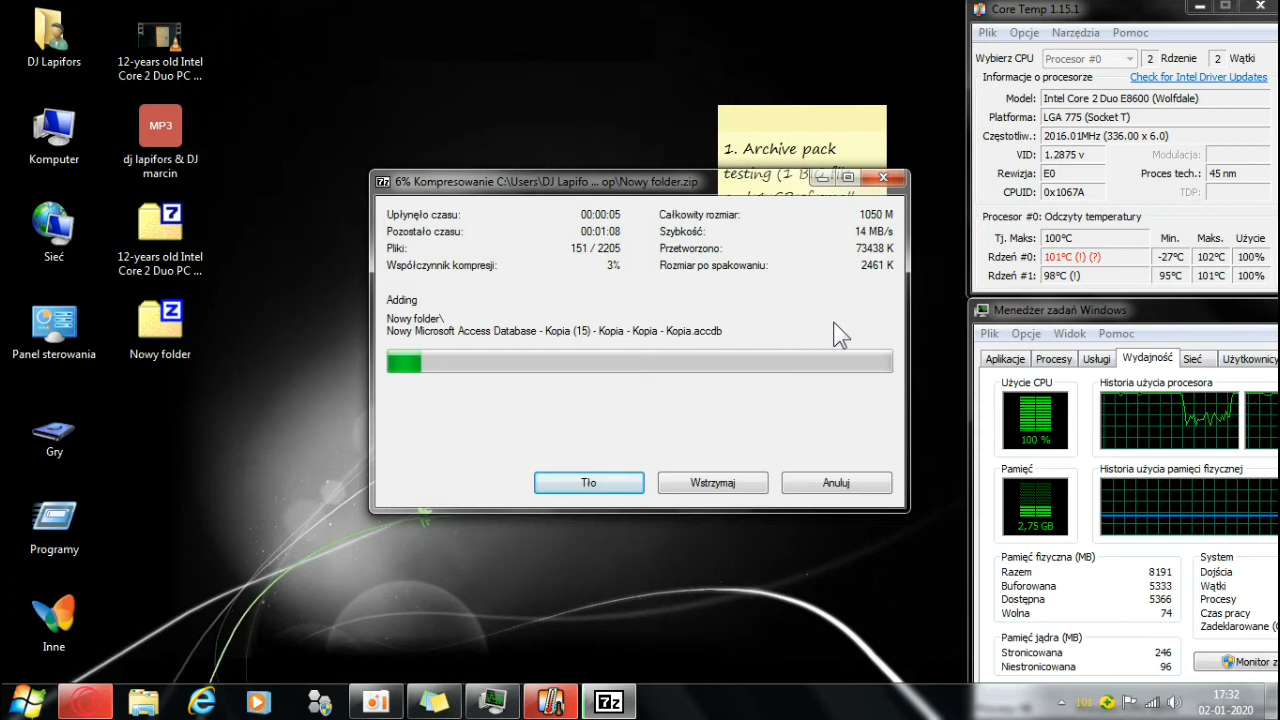 DJ Lapifors
12-years old Intel
Core 2 Duo PC ...
Komputer
MP3
dj lapifors & DJ
marcin
Sieć
7
12-years old Intel
Core 2 Duo PC ...
Panel sterowania
Z
Nowy folder
Gry
Programy
Inne
1. Archive pack
testing (1 BIG file
7z 6% Kompresowanie C:\Users\DJ Lapifo ... op\Nowy folder.zip
Upłynęło czasu: 00:00:05 Całkowity rozmiar: 1050 M
Pozostało czasu: 00:01:08 Szybkość: 14 MB/s
Pliki: 151 / 2205 Przetworzono: 73438 K
Współczynnik kompresji: 3% Rozmiar po spakowaniu: 2461 K
Adding
Nowy folder\
Nowy Microsoft Access Database - Kopia (15) - Kopia - Kopia - Kopia.accdb
Tło Wstrzymaj Anuluj
Core Temp 1.15.1
Plik Opcje Narzędzia Pomoc
Wybierz CPU Procesor #0 2 Rdzenie 2 Wątki
Informacje o procesorze Check for Intel Driver Updates
Model: Intel Core 2 Duo E8600 (Wolfdale)
Platforma: LGA 775 (Socket T)
Częstotliw.: 2016.01MHz (336.00 x 6.0)
VID: 1.2875 v Modulacja:
Rewizja: E0 Proces tech.: 45 nm
CPUID: 0x1067A TDP:
Procesor #0: Odczyty temperatury
Tj. Maks: 100°C Min. Maks. Użycie
Rdzeń #0: 101°C (!) (?) -27°C 102°C 100%
Rdzeń #1: 98°C (!) 95°C 101°C 100%
Menedżer zadań Windows
Plik Opcje Widok Pomoc
Aplikacje Procesy Usługi Wydajność Sieć Użytkownicy
Użycie CPU Historia użycia procesora
100 %
Pamięć Historia użycia pamięci fizycznej
2,75 GB
Pamięć fizyczna (MB) System
Razem 8191 Dojścia
Buforowana 5333 Wątki
Dostępna 5366 Procesy
Wolna 74 Czas pracy
Zadeklarowane (
Pamięć jądra (MB)
Stronicowana 246
Niestronicowana 96
Monitor z
7z
101
17:32
02-01-2020